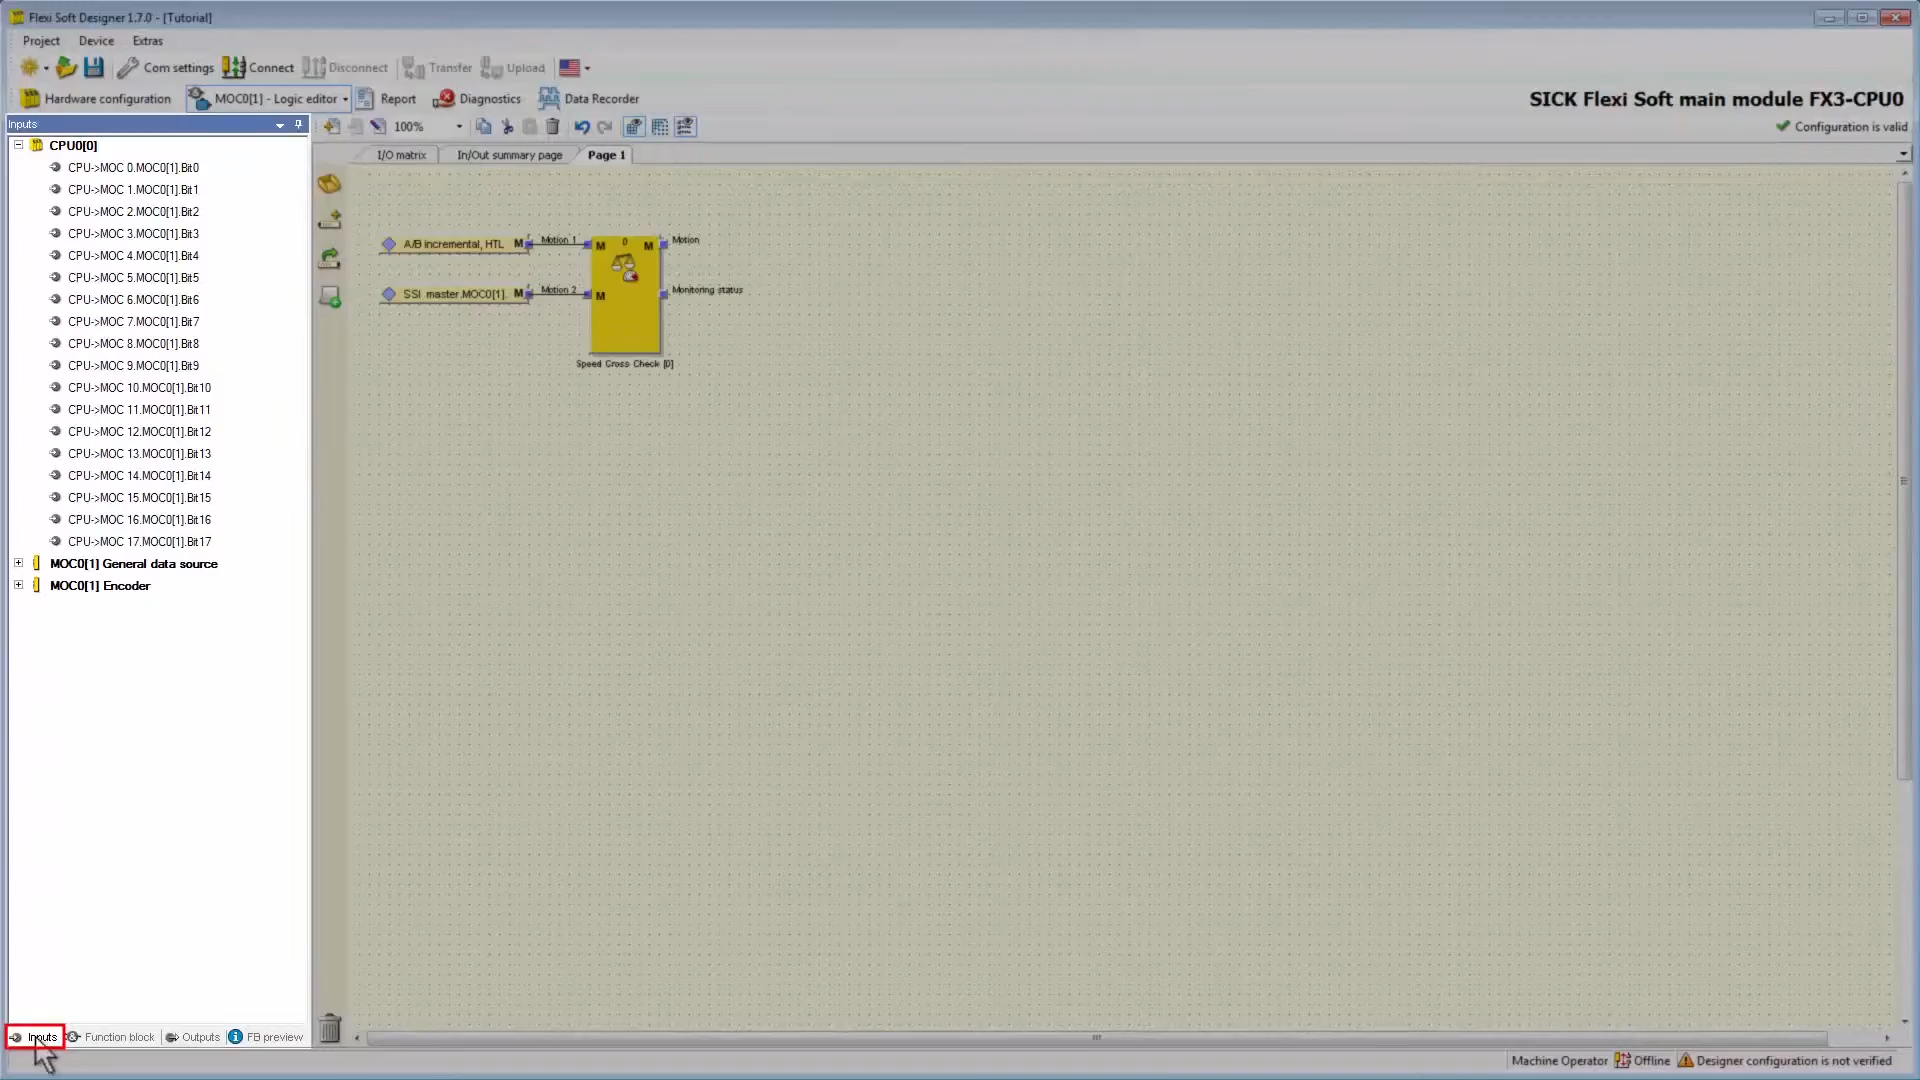 Flexi Soft Designer 1.7.0 - [Tutorial]
Project Device Extras
Com settings Connect Disconnect Transfer Upload
Hardware configuration MOC0[1] - Logic editor Report Diagnostics Data Recorder SICK Flexi Soft main module FX3-CPU0
Inputs 100% Configuration is valid
I/O matrix In/Out summary page Page 1
CPU0[0]
CPU->MOC 0.MOC0[1].Bit0
CPU->MOC 1.MOC0[1].Bit1
CPU->MOC 2.MOC0[1].Bit2
CPU->MOC 3.MOC0[1].Bit3
CPU->MOC 4.MOC0[1].Bit4
CPU->MOC 5.MOC0[1].Bit5
CPU->MOC 6.MOC0[1].Bit6
CPU->MOC 7.MOC0[1].Bit7
CPU->MOC 8.MOC0[1].Bit8
CPU->MOC 9.MOC0[1].Bit9
CPU->MOC 10.MOC0[1].Bit10
CPU->MOC 11.MOC0[1].Bit11
CPU->MOC 12.MOC0[1].Bit12
CPU->MOC 13.MOC0[1].Bit13
CPU->MOC 14.MOC0[1].Bit14
CPU->MOC 15.MOC0[1].Bit15
CPU->MOC 16.MOC0[1].Bit16
CPU->MOC 17.MOC0[1].Bit17
MOC0[1] General data source
MOC0[1] Encoder
A/B incremental, HTL M Motion 1 M 0 M Motion
SSI master.MOC0[1]. M Motion 2 M Monitoring status
Speed Cross Check [0]
Inputs Function block Outputs FB preview
Machine Operator Offline Designer configuration is not verified